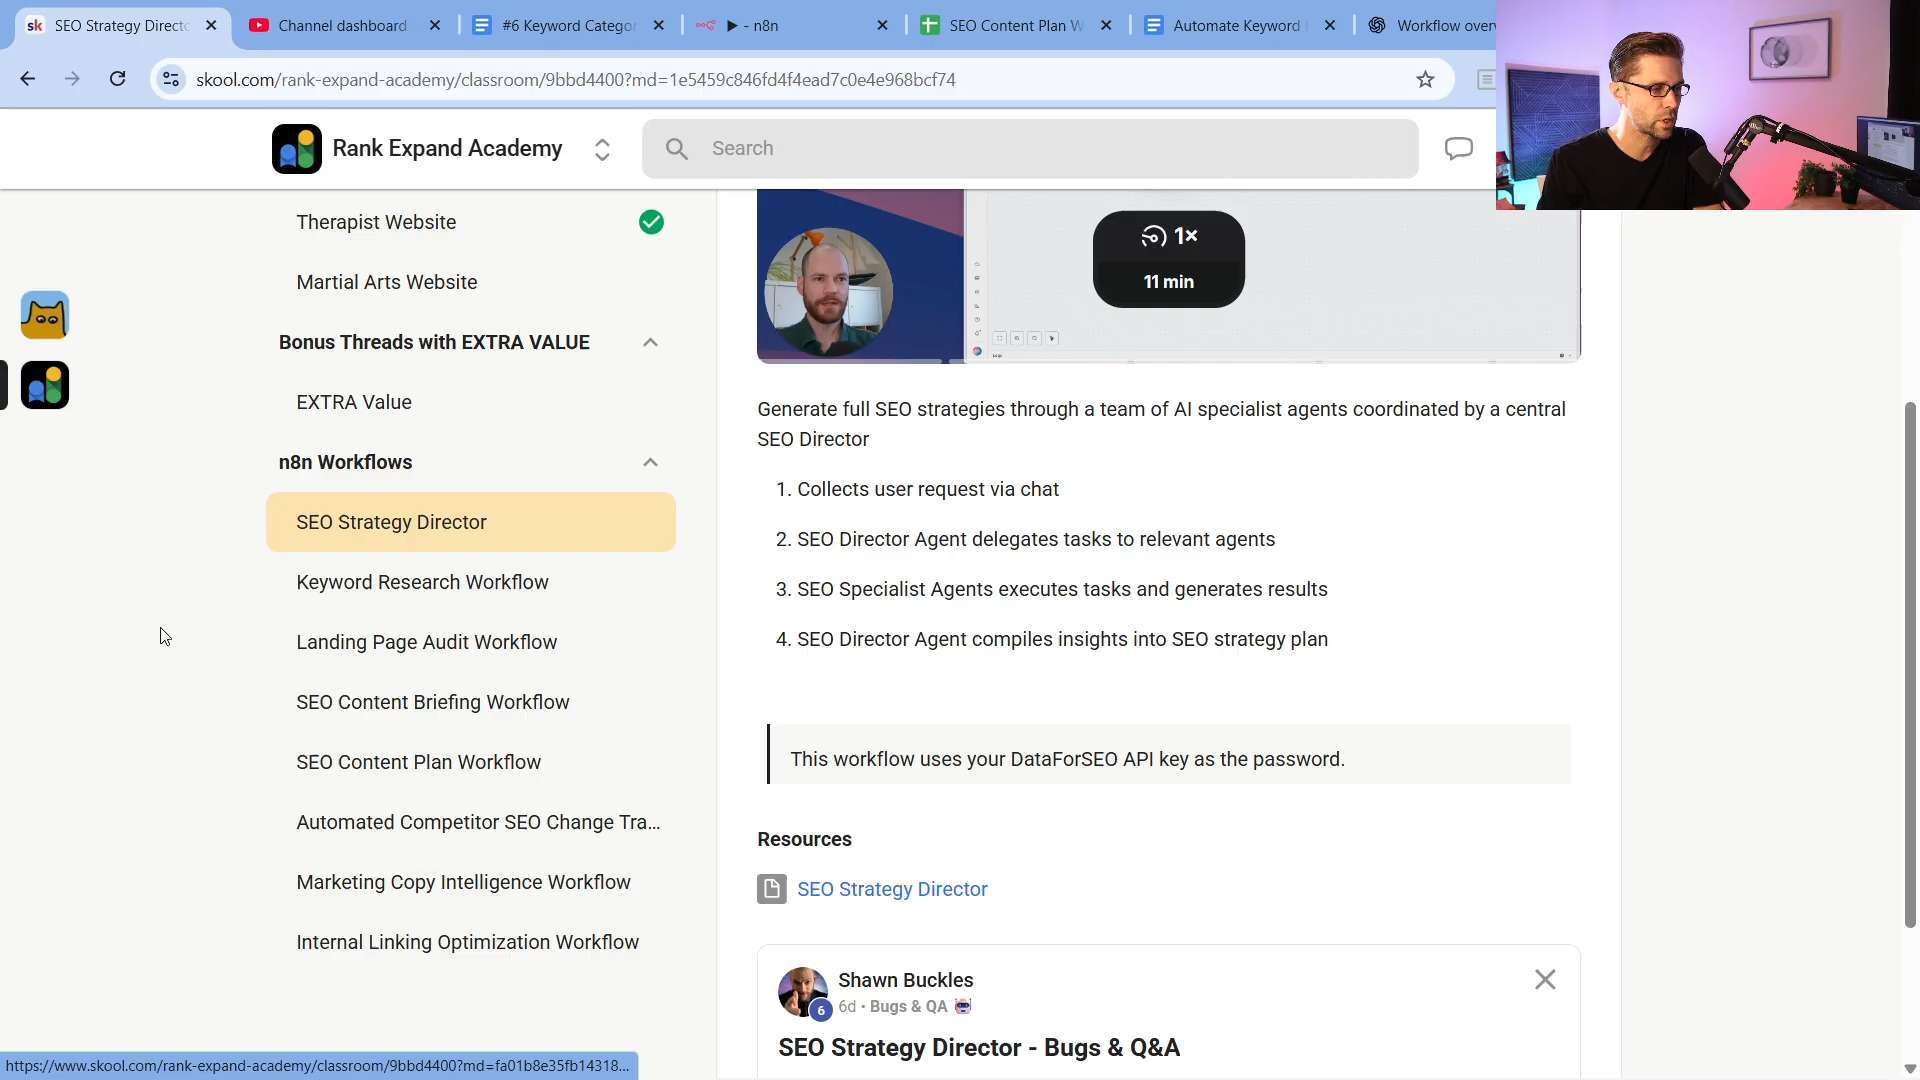 sk SEO Strategy Directo
Channel dashboard
#6 Keyword Categor
▶ - n8n
SEO Content Plan W
Automate Keyword
Workflow over
skool.com/rank-expand-academy/classroom/9bbd4400?md=1e5459c846fd4f4ead7c0e4e968bcf74
Rank Expand Academy
Search
Therapist Website
Martial Arts Website
Bonus Threads with EXTRA VALUE
EXTRA Value
n8n Workflows
SEO Strategy Director
Keyword Research Workflow
Landing Page Audit Workflow
SEO Content Briefing Workflow
SEO Content Plan Workflow
Automated Competitor SEO Change Tra...
Marketing Copy Intelligence Workflow
Internal Linking Optimization Workflow
1×
11 min
Generate full SEO strategies through a team of AI specialist agents coordinated by a central
SEO Director
1. Collects user request via chat
2. SEO Director Agent delegates tasks to relevant agents
3. SEO Specialist Agents executes tasks and generates results
4. SEO Director Agent compiles insights into SEO strategy plan
This workflow uses your DataForSEO API key as the password.
Resources
SEO Strategy Director
Shawn Buckles
6
6d · Bugs & QA
SEO Strategy Director - Bugs & Q&A
https://www.skool.com/rank-expand-academy/classroom/9bbd4400?md=fa01b8e35fb14318...